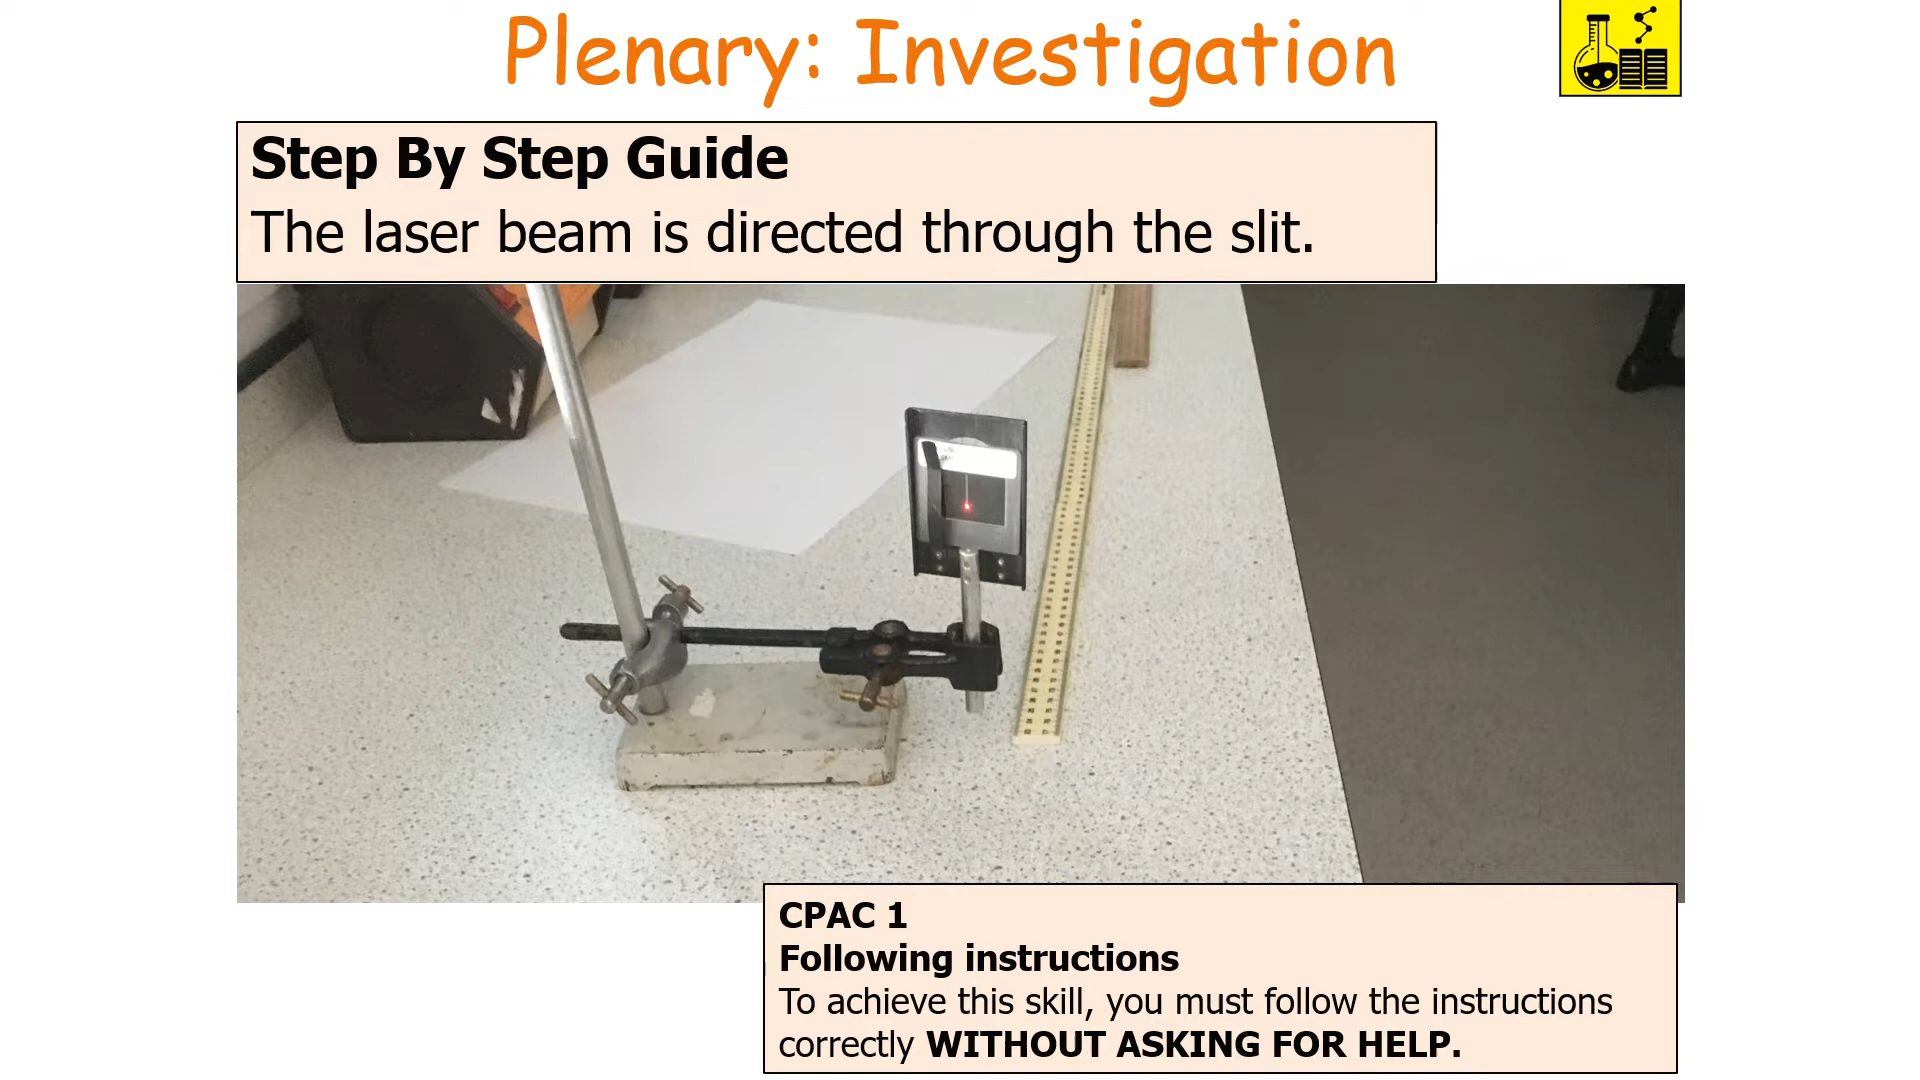 Plenary: Investigation
Step By Step Guide
The laser beam is directed through the slit.
CPAC 1
Following instructions
To achieve this skill, you must follow the instructions
correctly WITHOUT ASKING FOR HELP.